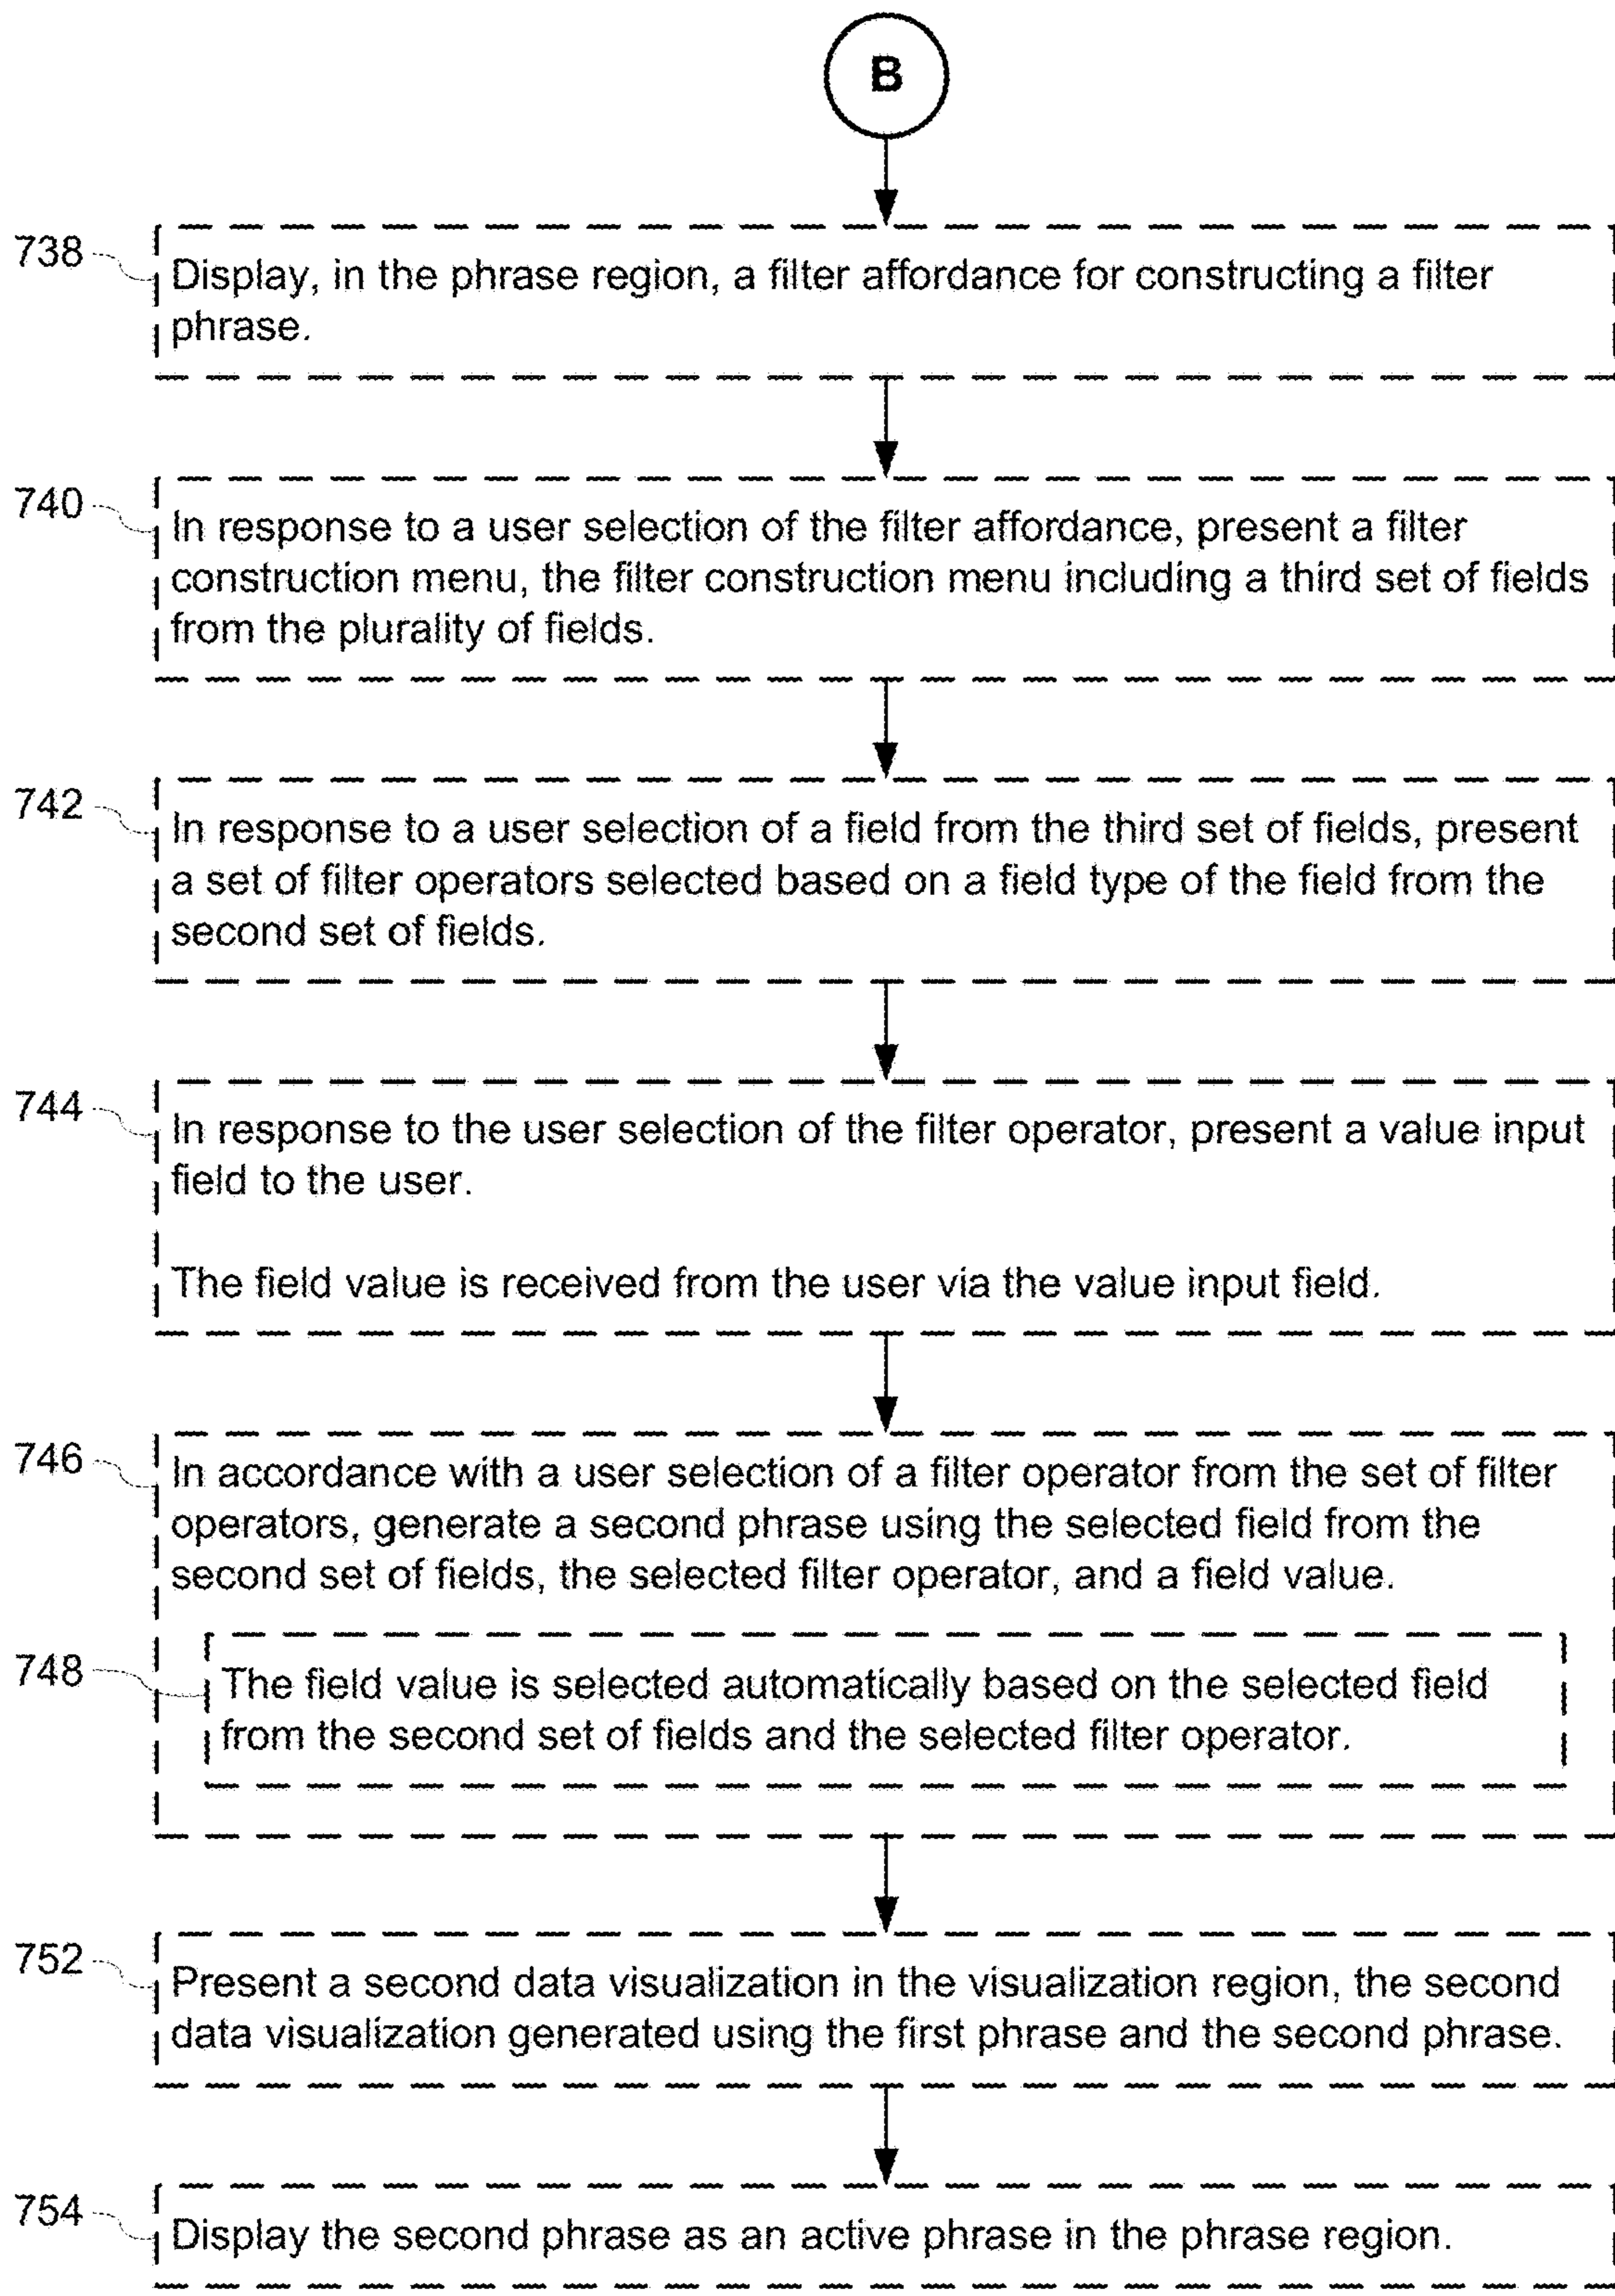 B
738
Display, in the phrase region, a filter affordance for constructing a filter
phrase.
740
In response to a user selection of the filter affordance, present a filter
construction menu, the filter construction menu including a third set of fields
from the plurality of fields.
742
In response to a user selection of a field from the third set of fields, present
a set of filter operators selected based on a field type of the field from the
second set of fields.
744
In response to the user selection of the filter operator, present a value input
field to the user.
The field value is received from the user via the value input field.
746
In accordance with a user selection of a filter operator from the set of filter
operators, generate a second phrase using the selected field from the
second set of fields, the selected filter operator, and a field value.
748
The field value is selected automatically based on the selected field
from the second set of fields and the selected filter operator.
752
Present a second data visualization in the visualization region, the second
data visualization generated using the first phrase and the second phrase.
754
Display the second phrase as an active phrase in the phrase region.